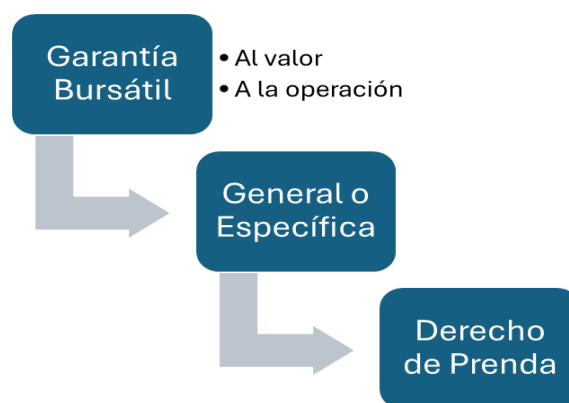 Garantía
Bursátil
• Al valor
• A la operación
General o
Específica
Derecho
de Prenda